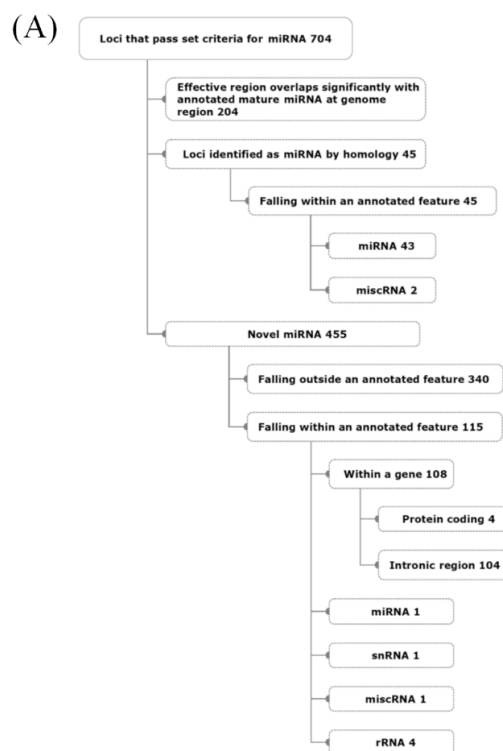 (A)
Loci that pass set criteria for miRNA 704
Effective region overlaps significantly with
annotated mature miRNA at genome
region 204
Loci identified as miRNA by homology 45
Falling within an annotated feature 45
miRNA 43
miscRNA 2
Novel miRNA 455
Falling outside an annotated feature 340
Falling within an annotated feature 115
Within a gene 108
Protein coding 4
Intronic region 104
miRNA 1
snRNA 1
miscRNA 1
rRNA 4